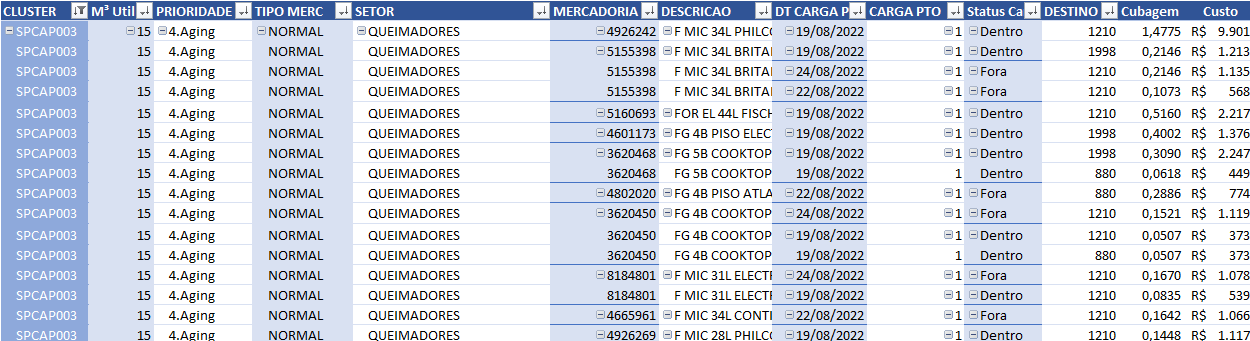 CLUSTER M³ Util PRIORIDADE TIPO MERC SETOR MERCADORIA DESCRICAO DT CARGA P CARGA PTO Status Ca DESTINO Cubagem Custo
SPCAP003 15 4.Aging NORMAL QUEIMADORES 4926242 F MIC 34L PHILCO 19/08/2022 1 Dentro 1210 1,4775 R$ 9.901
SPCAP003 15 4.Aging NORMAL QUEIMADORES 5155398 F MIC 34L BRITAI 19/08/2022 1 Dentro 1998 0,2146 R$ 1.213
SPCAP003 15 4.Aging NORMAL QUEIMADORES 5155398 F MIC 34L BRITAI 24/08/2022 1 Fora 1210 0,2146 R$ 1.135
SPCAP003 15 4.Aging NORMAL QUEIMADORES 5155398 F MIC 34L BRITAI 22/08/2022 1 Fora 1210 0,1073 R$ 568
SPCAP003 15 4.Aging NORMAL QUEIMADORES 5160693 FOR EL 44L FISCH 19/08/2022 1 Dentro 1210 0,5160 R$ 2.217
SPCAP003 15 4.Aging NORMAL QUEIMADORES 4601173 FG 4B PISO ELEC 19/08/2022 1 Dentro 1998 0,4002 R$ 1.376
SPCAP003 15 4.Aging NORMAL QUEIMADORES 3620468 FG 5B COOKTOP 19/08/2022 1 Dentro 1998 0,3090 R$ 2.247
SPCAP003 15 4.Aging NORMAL QUEIMADORES 3620468 FG 5B COOKTOP 19/08/2022 1 Dentro 880 0,0618 R$ 449
SPCAP003 15 4.Aging NORMAL QUEIMADORES 4802020 FG 4B PISO ATLA 22/08/2022 1 Fora 880 0,2886 R$ 774
SPCAP003 15 4.Aging NORMAL QUEIMADORES 3620450 FG 4B COOKTOP 24/08/2022 1 Fora 1210 0,1521 R$ 1.119
SPCAP003 15 4.Aging NORMAL QUEIMADORES 3620450 FG 4B COOKTOP 19/08/2022 1 Dentro 1210 0,0507 R$ 373
SPCAP003 15 4.Aging NORMAL QUEIMADORES 3620450 FG 4B COOKTOP 19/08/2022 1 Dentro 880 0,0507 R$ 373
SPCAP003 15 4.Aging NORMAL QUEIMADORES 8184801 F MIC 31L ELECT 24/08/2022 1 Fora 1210 0,1670 R$ 1.078
SPCAP003 15 4.Aging NORMAL QUEIMADORES 8184801 F MIC 31L ELECT 19/08/2022 1 Dentro 1210 0,0835 R$ 539
SPCAP003 15 4.Aging NORMAL QUEIMADORES 4665961 F MIC 34L CONTI 22/08/2022 1 Fora 1210 0,1642 R$ 1.066
SPCAP003 15 4.Aging NORMAL QUEIMADORES 4926269 F MIC 28L PHILC 19/08/2022 1 Dentro 1210 0,1448 R$ 1.117